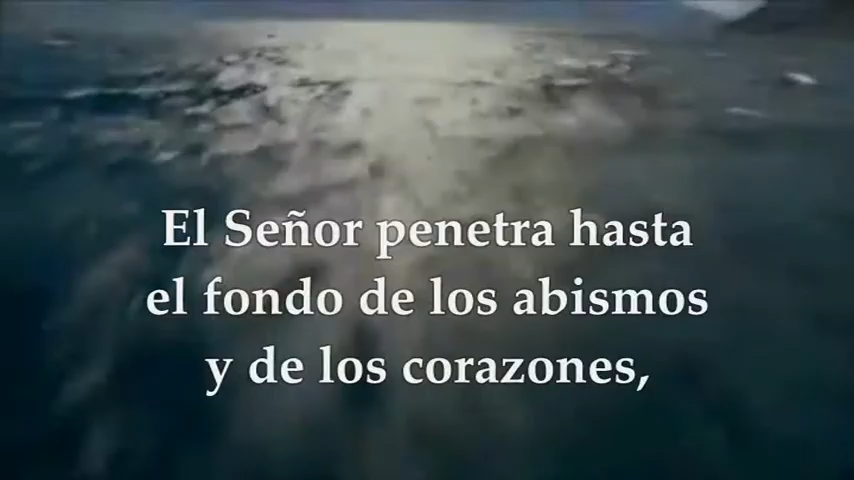 El Señor penetra hasta
el fondo de los abismos
y de los corazones,